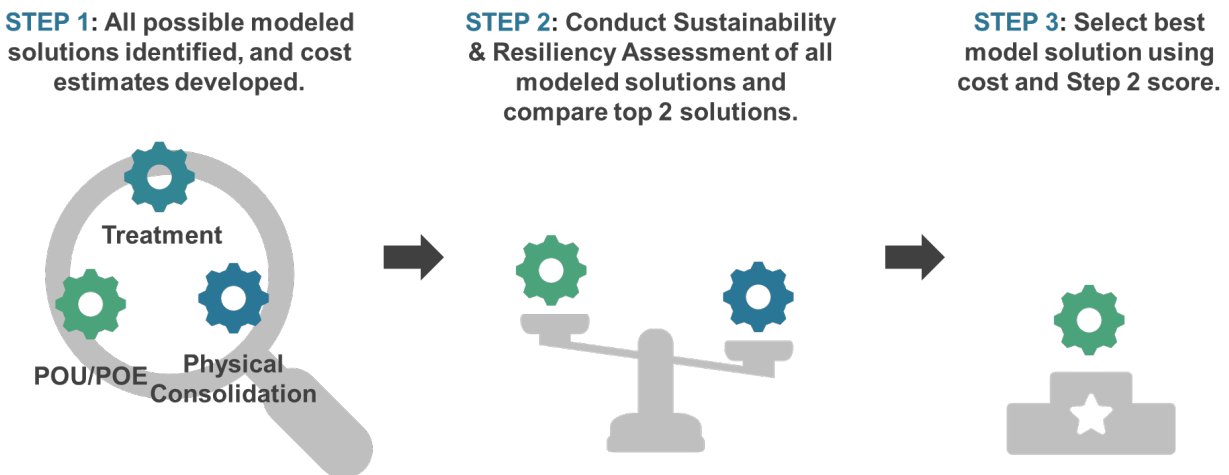 STEP 1: All possible modeled
solutions identified, and cost
estimates developed.
STEP 2: Conduct Sustainability
& Resiliency Assessment of all
modeled solutions and
compare top 2 solutions.
STEP 3: Select best
model solution using
cost and Step 2 score.
Treatment
POU/POE
Physical
Consolidation